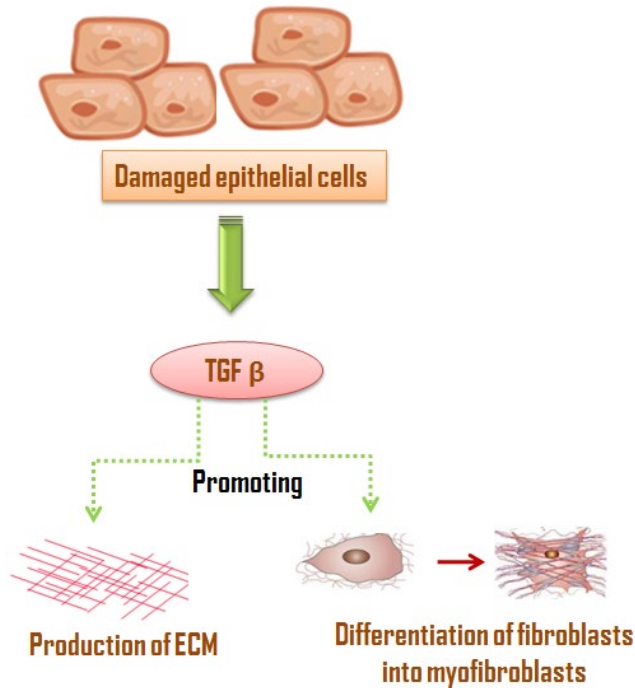 Damaged epithelial cells
TGF β
Promoting
Production of ECM
Differentiation of fibroblasts
into myofibroblasts